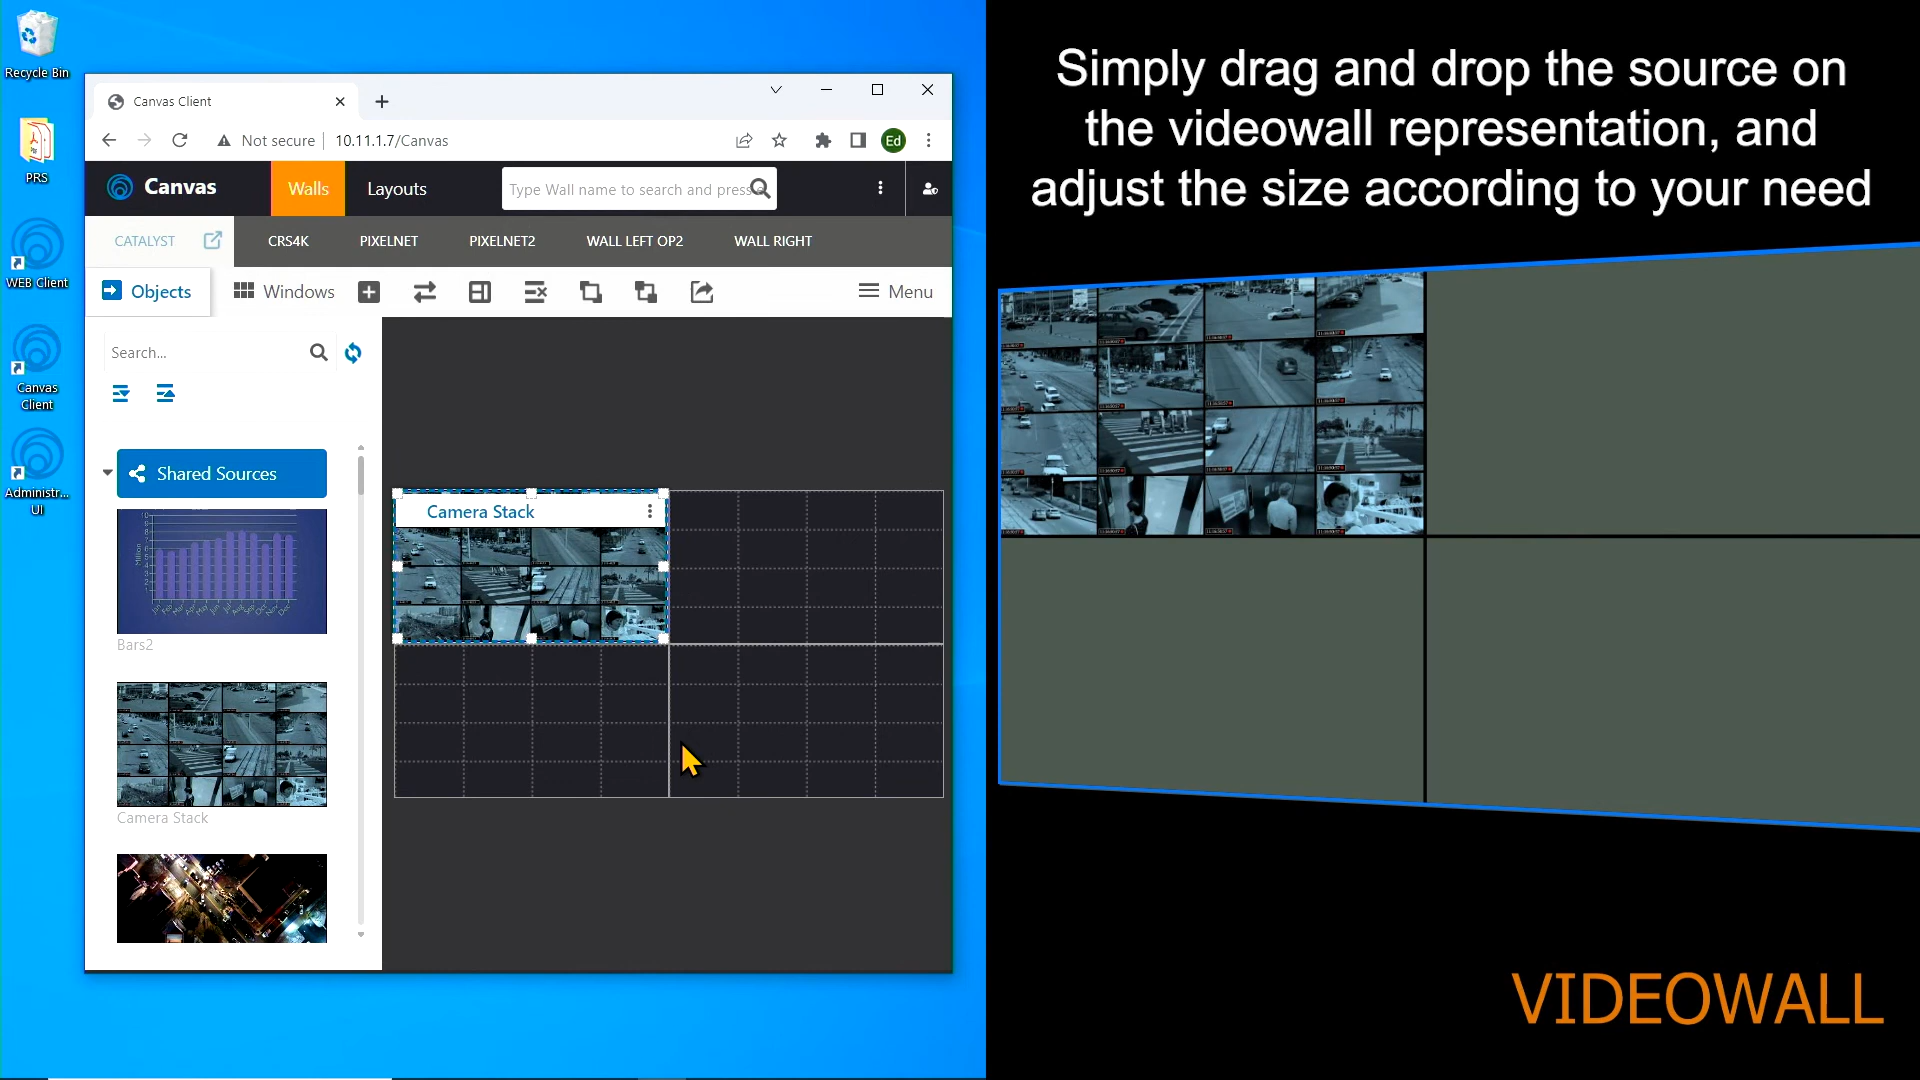 Recycle Bin
PRS
WEB Client
Canvas
Client
Administr...
UI
Canvas Client
Not secure
10.11.1.7/Canvas
Ed
Canvas
Walls
Layouts
Type Wall name to search and press
CATALYST
CRS4K
PIXELNET
PIXELNET2
WALL LEFT OP2
WALL RIGHT
Objects
Windows
Menu
Search...
Shared Sources
Bars2
Camera Stack
Camera Stack
Simply drag and drop the source on
the videowall representation, and
adjust the size according to your need
VIDEOWALL